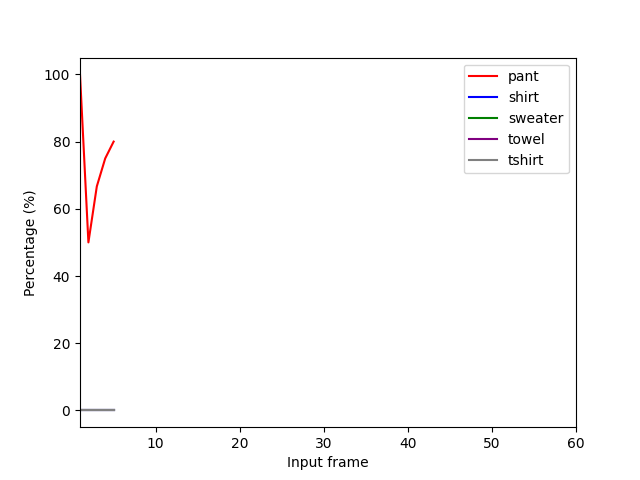 100
80
60
40
20
0
Percentage (%)
10 20 30 40 50 60
Input frame
pant
shirt
sweater
towel
tshirt